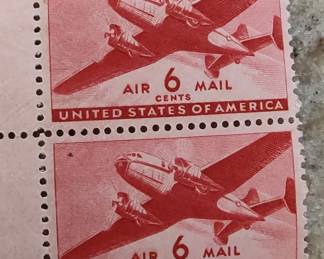 AIR 6 MAIL
CENTS
UNITED STATES OF AMERICA
AIR 6 MAIL